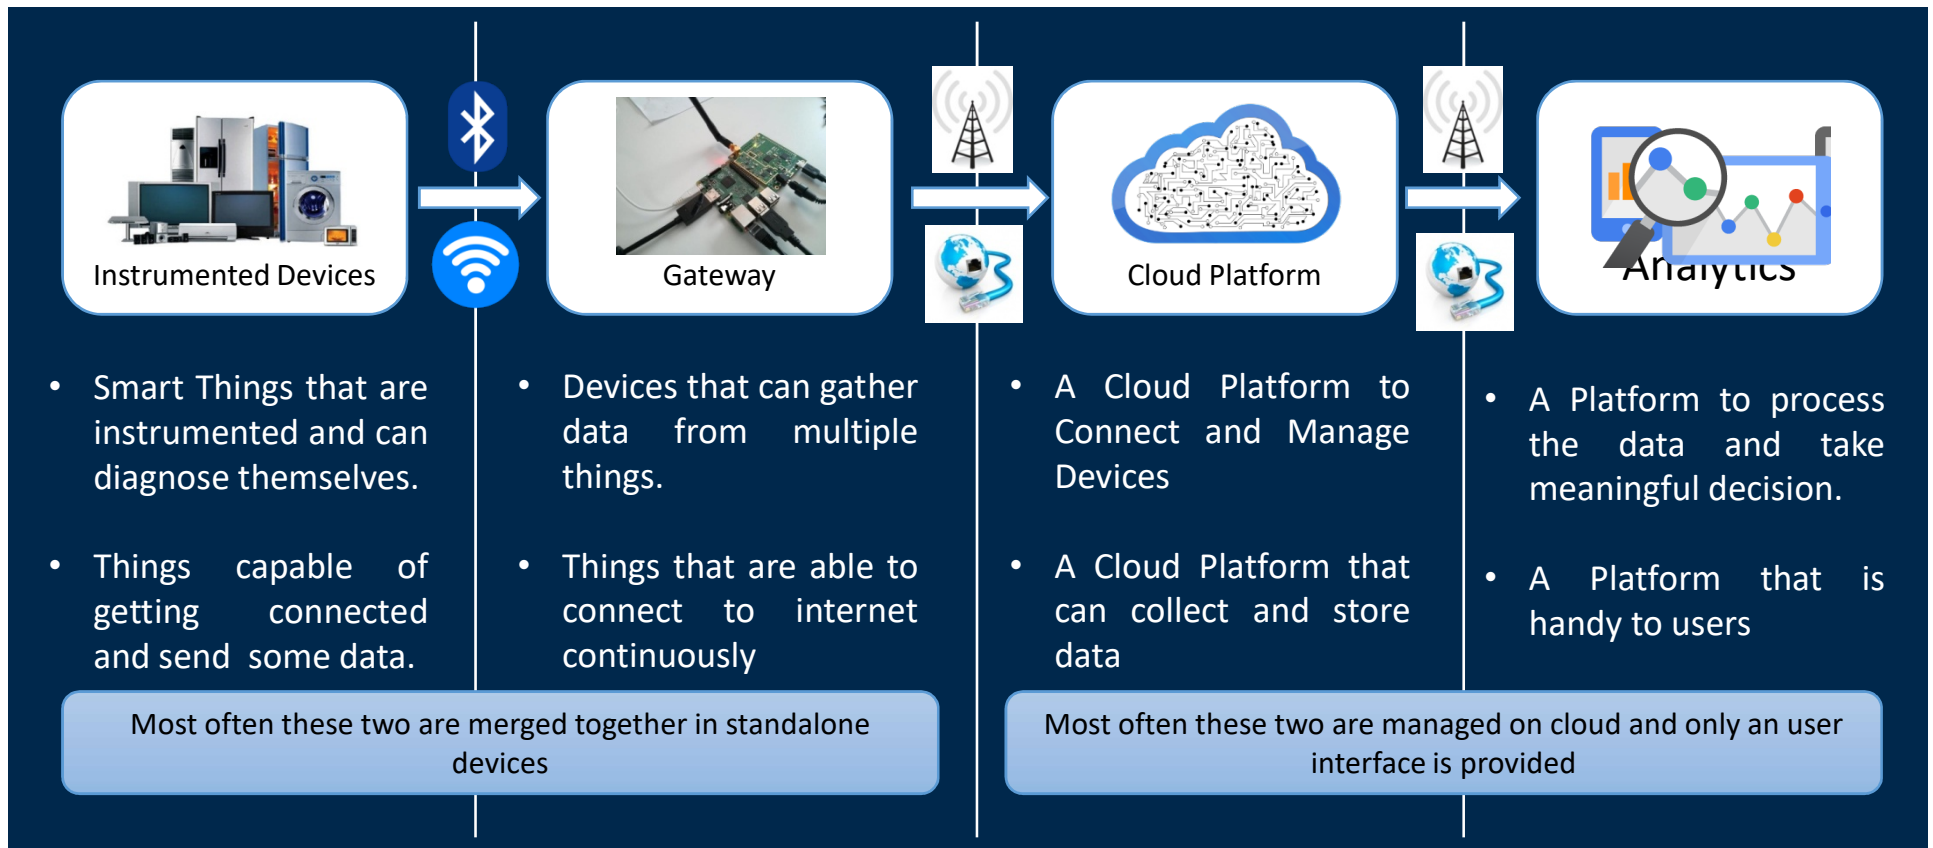 Instrumented Devices
Gateway
Cloud Platform
Analytics
• Smart Things that are
instrumented and can
diagnose themselves.
• Things capable of
getting connected
and send some data.
• Devices that can gather
data from multiple
things.
• Things that are able to
connect to internet
continuously
• A Cloud Platform to
Connect and Manage
Devices
• A Cloud Platform that
can collect and store
data
• A Platform to process
the data and take
meaningful decision.
• A Platform that is
handy to users
Most often these two are merged together in standalone
devices
Most often these two are managed on cloud and only an user
interface is provided